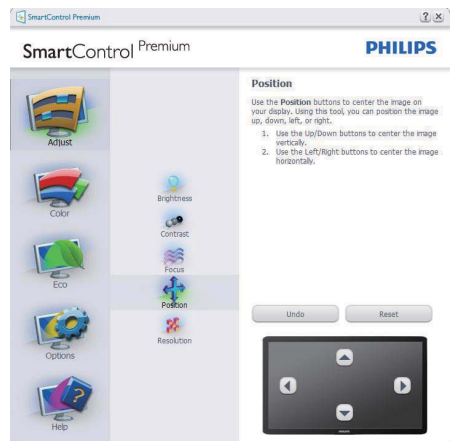 SmartControl Premium
SmartControl Premium
PHILIPS
Adjust
Color
Eco
Options
Help
Brightness
Contrast
Focus
Position
Resolution
Position
Use the Position buttons to center the image on
your display. Using this tool, you can position the image
up, down, left, or right.
1. Use the Up/Down buttons to center the image
vertically.
2. Use the Left/Right buttons to center the image
horizontally.
Undo
Reset